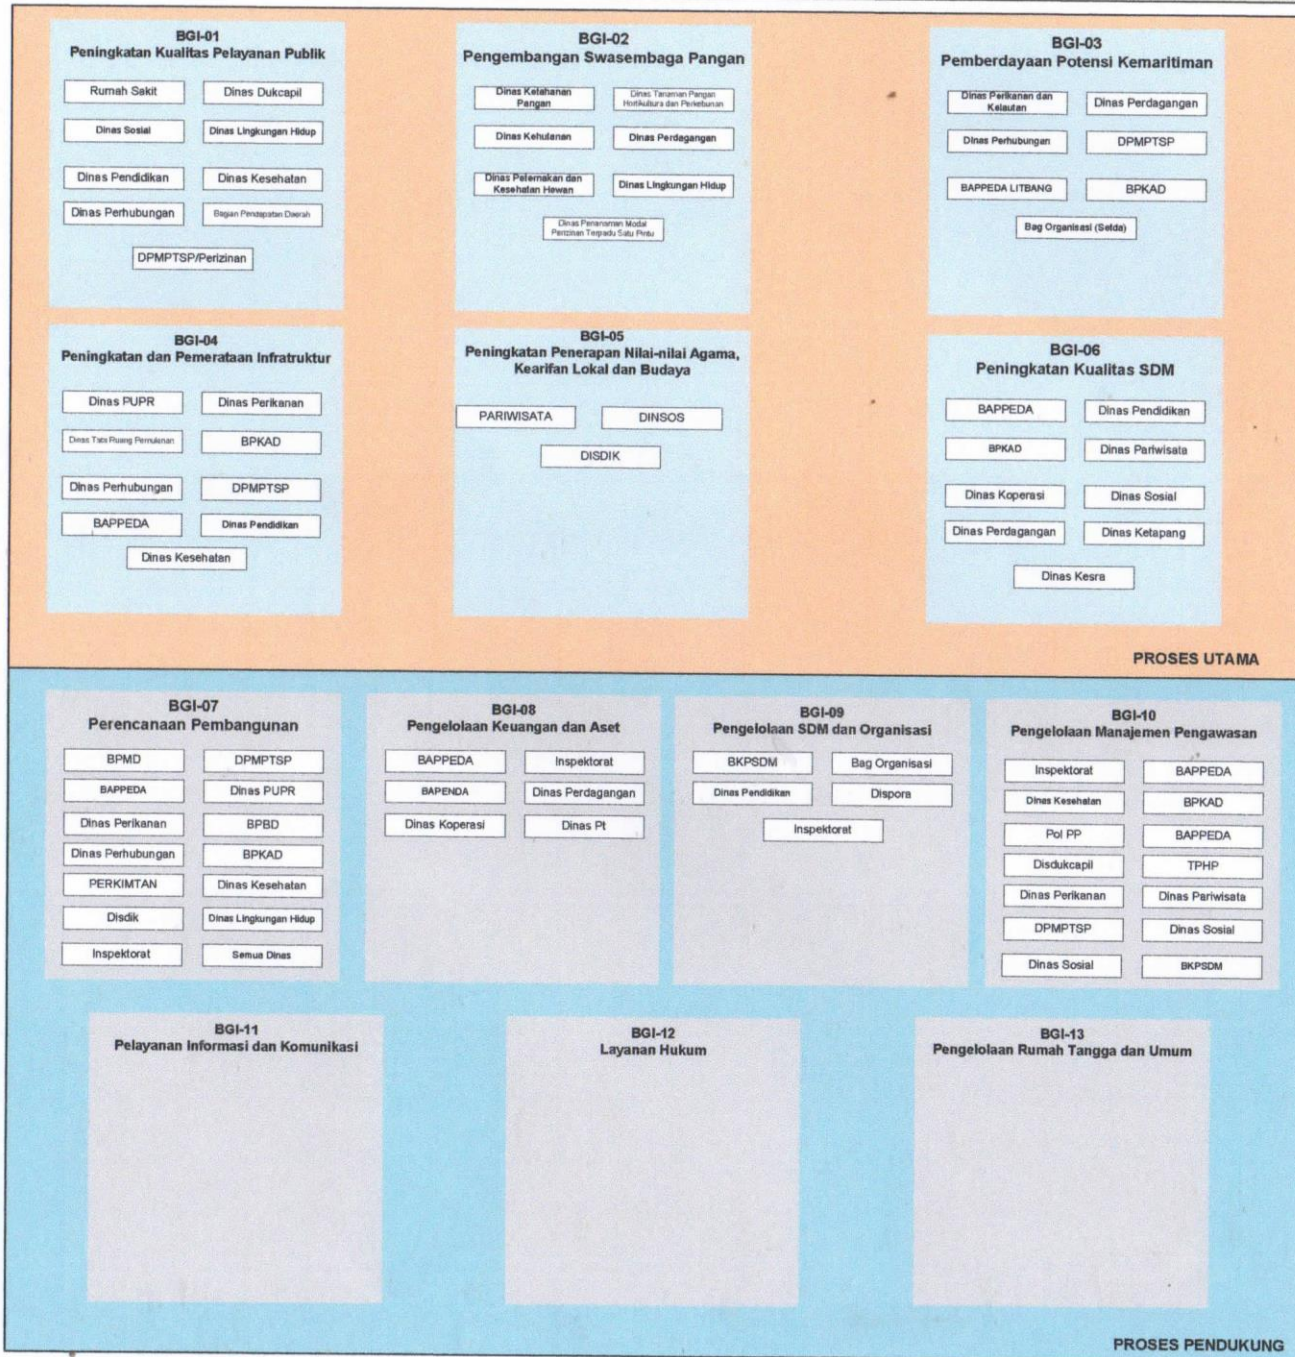 BGI-01
Peningkatan Kualitas Pelayanan Publik
Rumah Sakit
Dinas Dukcapil
Dinas Sosial
Dinas Lingkungan Hidup
Dinas Pendidikan
Dinas Kesehatan
Dinas Perhubungan
Bagian Pendapatan Daerah
DPMPTSP/Perizinan
BGI-02
Pengembangan Swasembaga Pangan
Dinas Ketahanan
Pangan
Dinas Tanaman Pangan
Hortikultura dan Perkebunan
Dinas Kehutanan
Dinas Perdagangan
Dinas Peternakan dan
Kesehatan Hewan
Dinas Lingkungan Hidup
Dinas Penanaman Modal
Perizinan Terpadu Satu Pintu
BGI-03
Pemberdayaan Potensi Kemaritiman
Dinas Perikanan dan
Kelautan
Dinas Perdagangan
Dinas Perhubungan
DPMPTSP
BAPPEDA LITBANG
BPKAD
Bag Organisasi (Setda)
BGI-04
Peningkatan dan Pemerataan Infratruktur
Dinas PUPR
Dinas Perikanan
Dinas Tata Ruang Pemukiman
BPKAD
Dinas Perhubungan
DPMPTSP
BAPPEDA
Dinas Pendidikan
Dinas Kesehatan
BGI-05
Peningkatan Penerapan Nilai-nilai Agama,
Kearifan Lokal dan Budaya
PARIWISATA
DINSOS
DISDIK
BGI-06
Peningkatan Kualitas SDM
BAPPEDA
Dinas Pendidikan
BPKAD
Dinas Pariwisata
Dinas Koperasi
Dinas Sosial
Dinas Perdagangan
Dinas Ketapang
Dinas Kesra
PROSES UTAMA
BGI-07
Perencanaan Pembangunan
BPMD
DPMPTSP
BAPPEDA
Dinas PUPR
Dinas Perikanan
BPBD
Dinas Perhubungan
BPKAD
PERKIMTAN
Dinas Kesehatan
Disdik
Dinas Lingkungan Hidup
Inspektorat
Semua Dinas
BGI-08
Pengelolaan Keuangan dan Aset
BAPPEDA
Inspektorat
BAPENDA
Dinas Perdagangan
Dinas Koperasi
Dinas Pt
BGI-09
Pengelolaan SDM dan Organisasi
BKPSDM
Bag Organisasi
Dinas Pendidikan
Dispora
Inspektorat
BGI-10
Pengelolaan Manajemen Pengawasan
Inspektorat
BAPPEDA
Dinas Kesehatan
BPKAD
Pol PP
BAPPEDA
Disdukcapil
TPHP
Dinas Perikanan
Dinas Pariwisata
DPMPTSP
Dinas Sosial
Dinas Sosial
BKPSDM
BGI-11
Pelayanan Informasi dan Komunikasi
BGI-12
Layanan Hukum
BGI-13
Pengelolaan Rumah Tangga dan Umum
PROSES PENDUKUNG